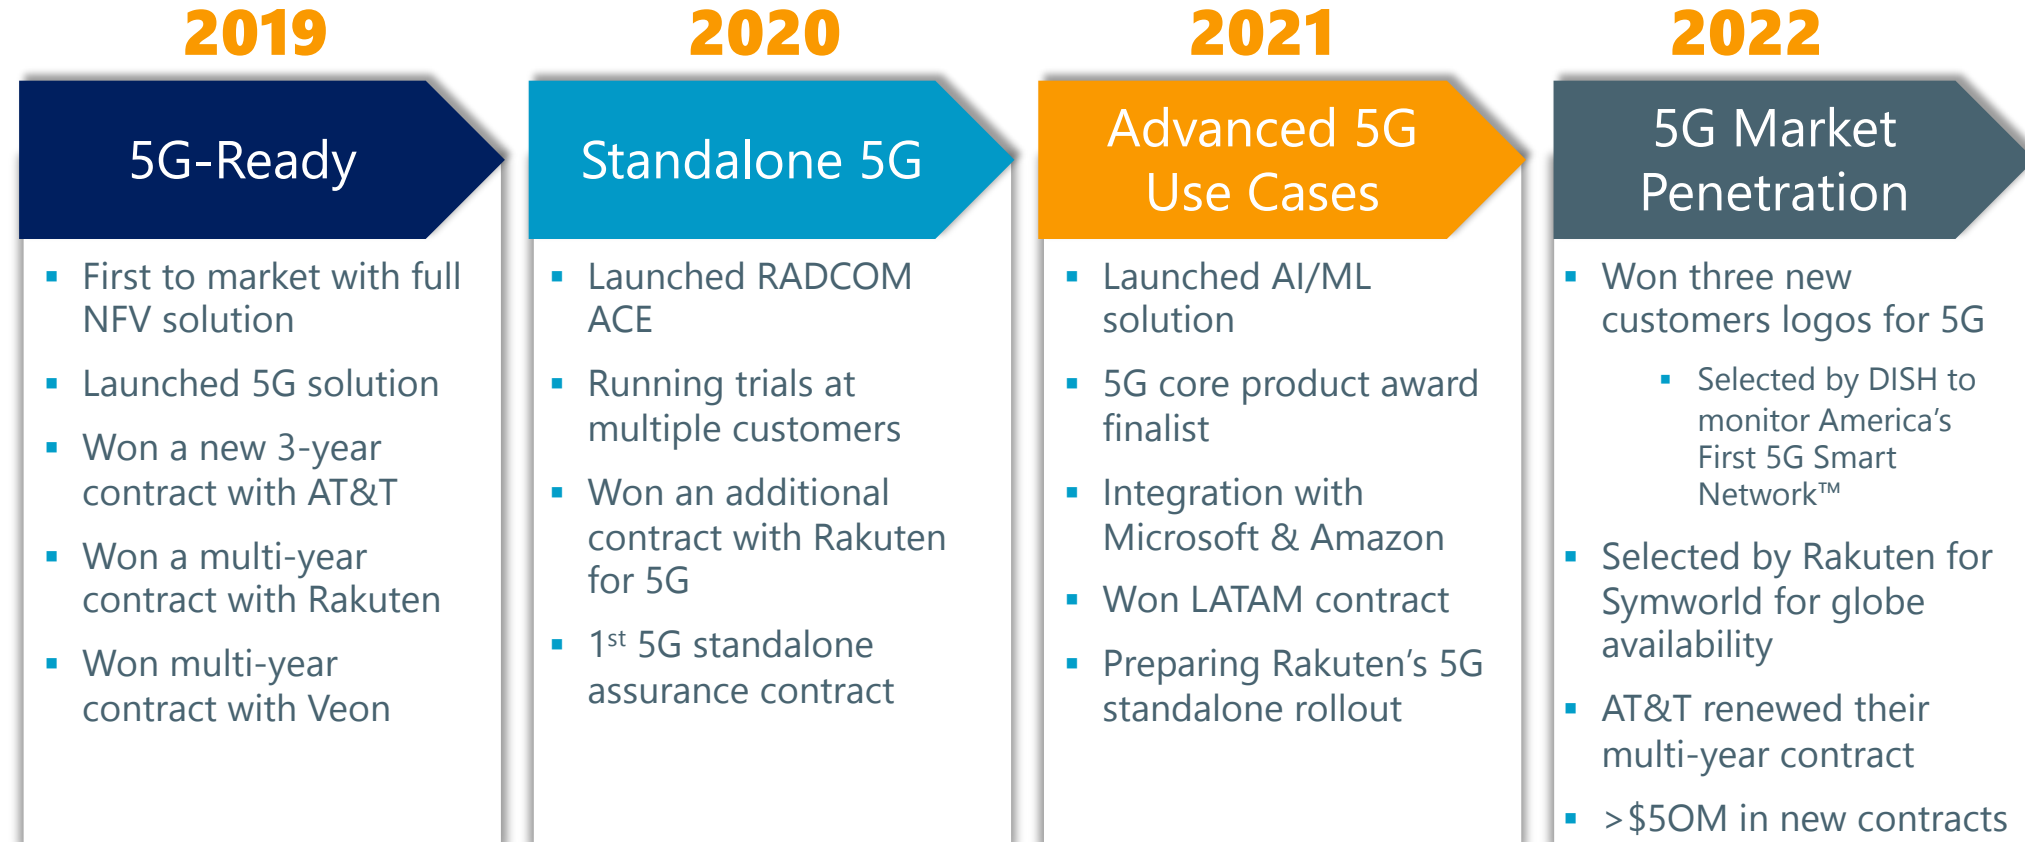 2019
5G-Ready
▪ First to market with full
NFV solution
▪ Launched 5G solution
▪ Won a new 3-year
contract with AT&T
▪ Won a multi-year
contract with Rakuten
▪ Won multi-year
contract with Veon
2020
Standalone 5G
▪ Launched RADCOM
ACE
▪ Running trials at
multiple customers
▪ Won an additional
contract with Rakuten
for 5G
▪ 1st 5G standalone
assurance contract
2021
Advanced 5G
Use Cases
▪ Launched AI/ML
solution
▪ 5G core product award
finalist
▪ Integration with
Microsoft & Amazon
▪ Won LATAM contract
▪ Preparing Rakuten’s 5G
standalone rollout
2022
5G Market
Penetration
▪ Won three new
customers logos for 5G
▪ Selected by DISH to
monitor America’s
First 5G Smart
Network™
▪ Selected by Rakuten for
Symworld for globe
availability
▪ AT&T renewed their
multi-year contract
▪ >$5OM in new contracts